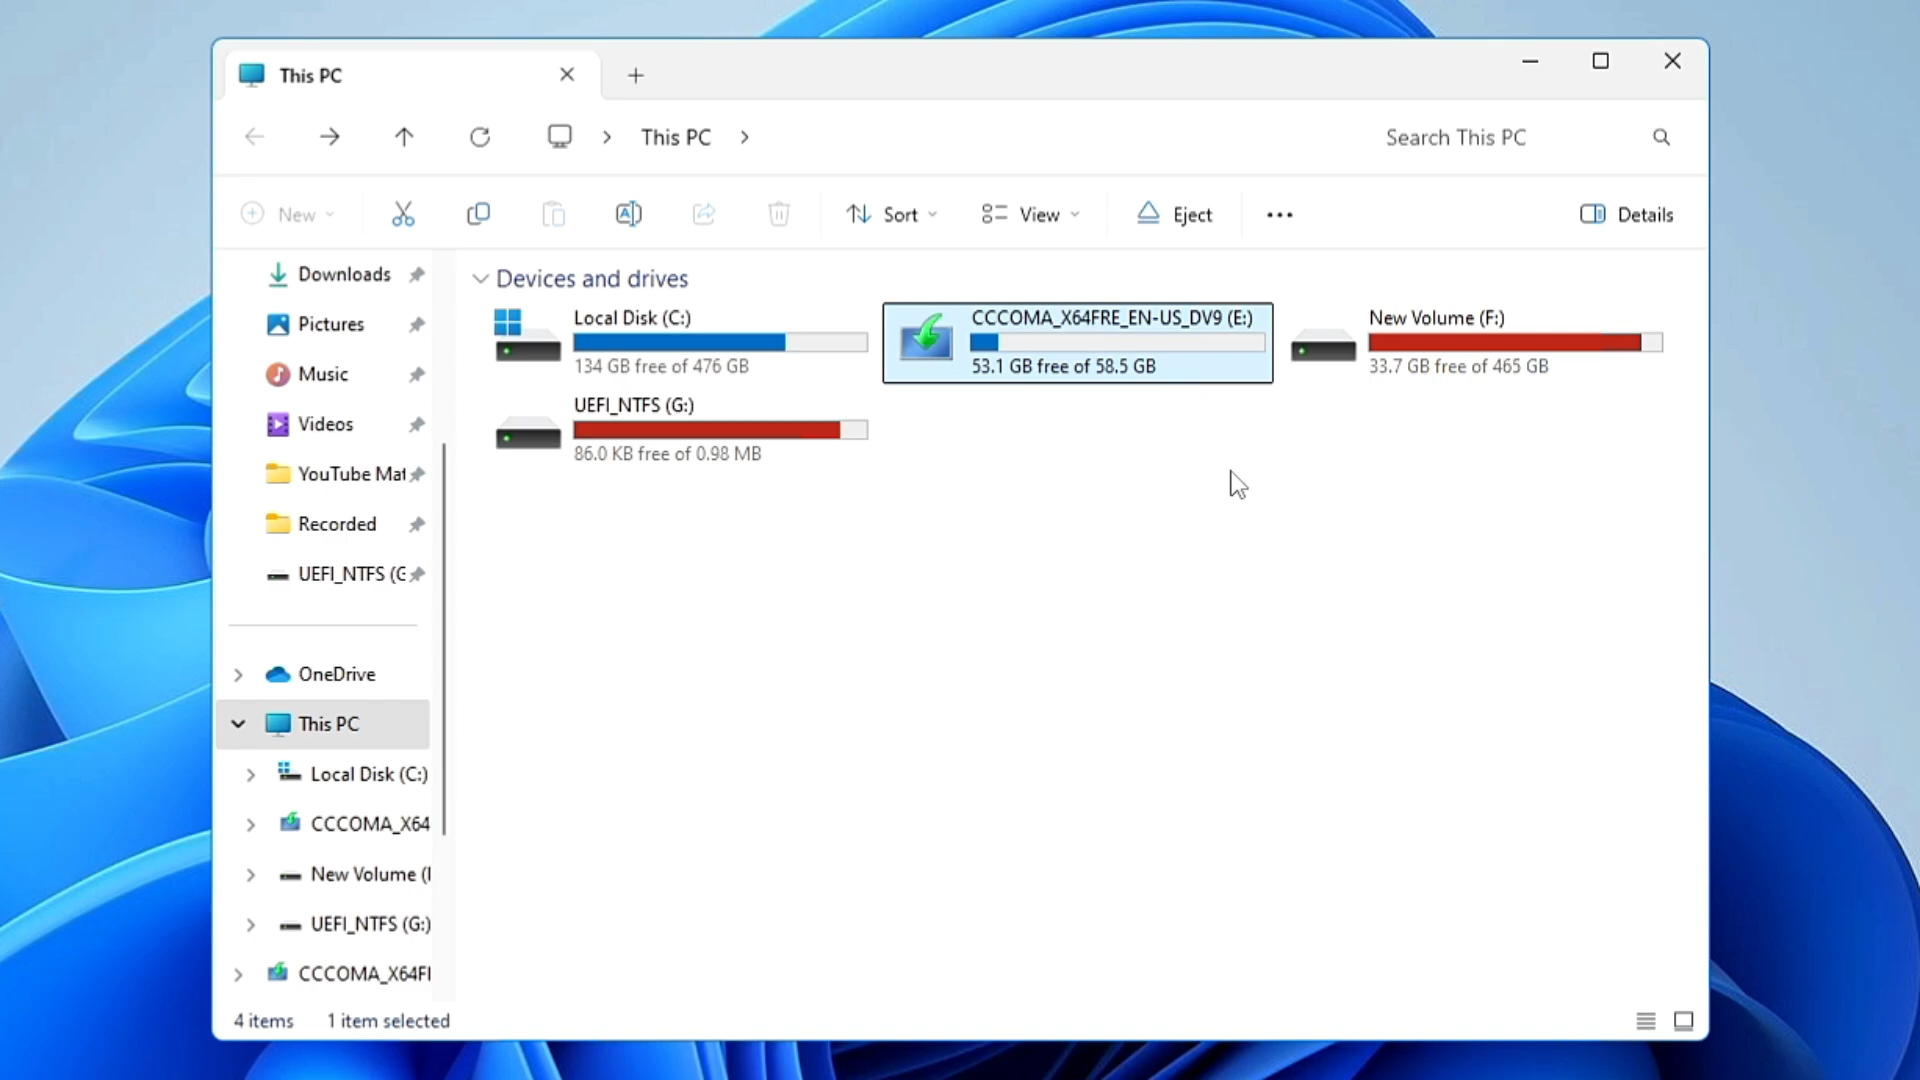 This PC
This PC
Search This PC
New
Sort
View
Eject
Details
Downloads
Pictures
Music
Videos
YouTube Mat
Recorded
UEFI_NTFS (G
OneDrive
This PC
Local Disk (C:)
CCCOMA_X64
New Volume (
UEFI_NTFS (G:)
CCCOMA_X64FI
Devices and drives
Local Disk (C:)
134 GB free of 476 GB
CCCOMA_X64FRE_EN-US_DV9 (E:)
53.1 GB free of 58.5 GB
New Volume (F:)
33.7 GB free of 465 GB
UEFI_NTFS (G:)
86.0 KB free of 0.98 MB
4 items
1 item selected